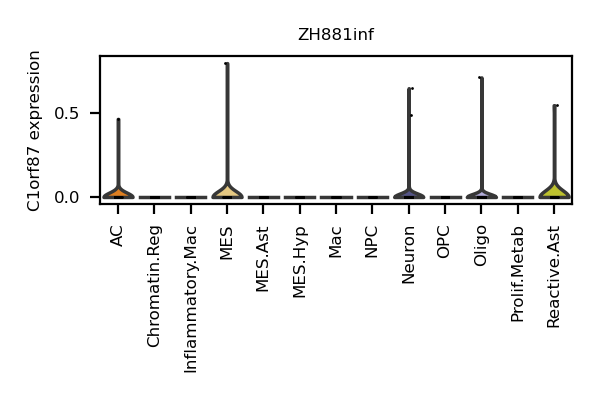 ZH881inf
C1orf87 expression
0.5
0.0
AC
Chromatin.Reg
Inflammatory.Mac
MES
MES.Ast
MES.Hyp
Mac
NPC
Neuron
OPC
Oligo
Prolif.Metab
Reactive.Ast